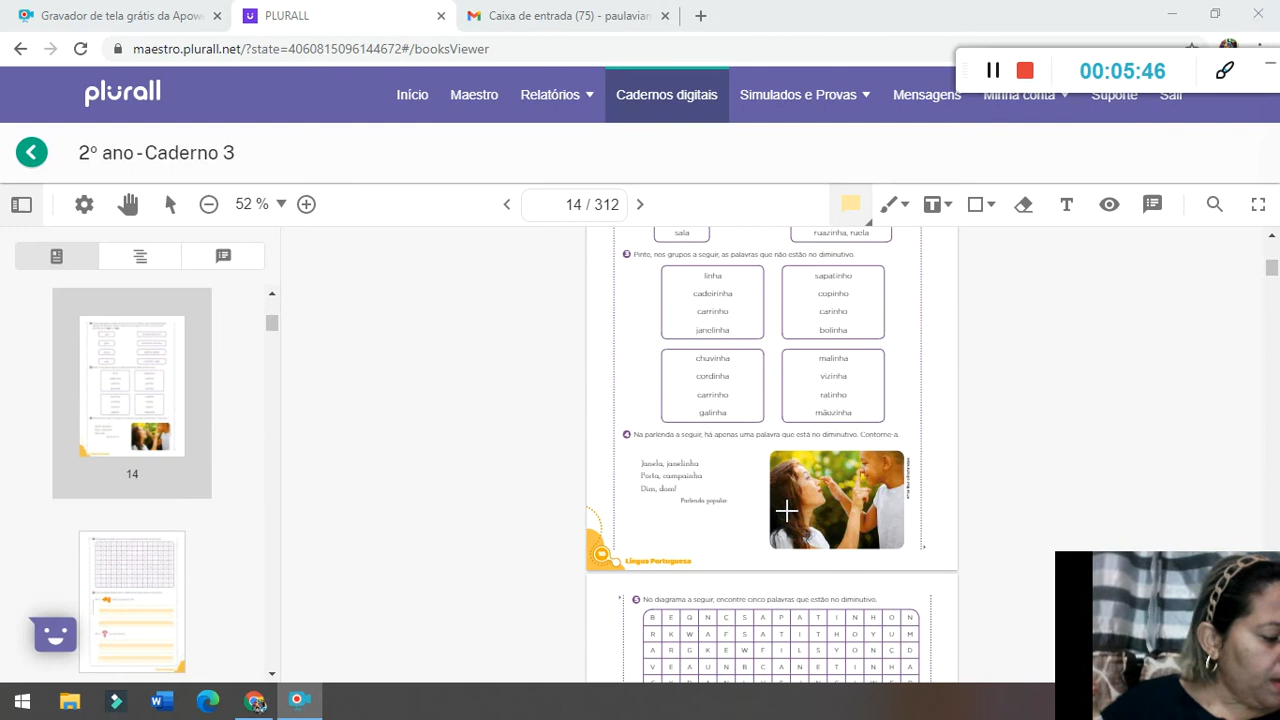 Gravador de tela grátis da Apowe
PLURALL
Caixa de entrada (75) - paulavian
maestro.plurall.net/?state=4060815096144672#/booksViewer
00:05:46
plurall
Início
Maestro
Relatórios
Cadernos digitais
Simulados e Provas
Mensagens
Minha conta
Suporte
Sair
2º ano - Caderno 3
52 %
14 / 312
sala
ruazinha, ruela
3 Pinte, nos grupos a seguir, as palavras que não estão no diminutivo.
linha
cadeirinha
carrinho
janelinha
sapatinho
copinho
carinho
bolinha
chuvinha
cordinha
carrinho
galinha
malinha
vizinha
ratinho
mãozinha
4 Na parlenda a seguir, há apenas uma palavra que está no diminutivo. Contorne-a.
Janela, janelinha
Porta, campainha
Dim, dom!
Parlenda popular.
Língua Portuguesa
5 No diagrama a seguir, encontre cinco palavras que estão no diminutivo.
B E Q N Ç S A P A T I N H O N
R K W A F S A T I T H O Y U M
A R G K E W F I L S Y O N Ç D
V E A U N B C A N E T I N H A
14